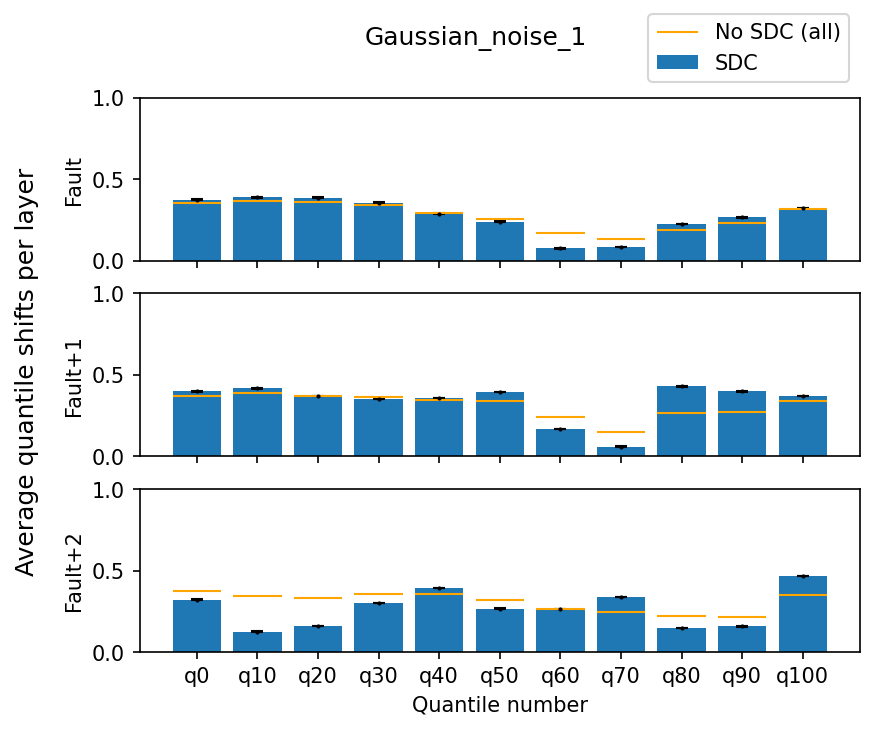 Gaussian_noise_1
No SDC (all)
SDC
Average quantile shifts per layer
Fault
1.0
0.5
0.0
Fault+1
1.0
0.5
0.0
Fault+2
1.0
0.5
0.0
q0 q10 q20 q30 q40 q50 q60 q70 q80 q90 q100
Quantile number